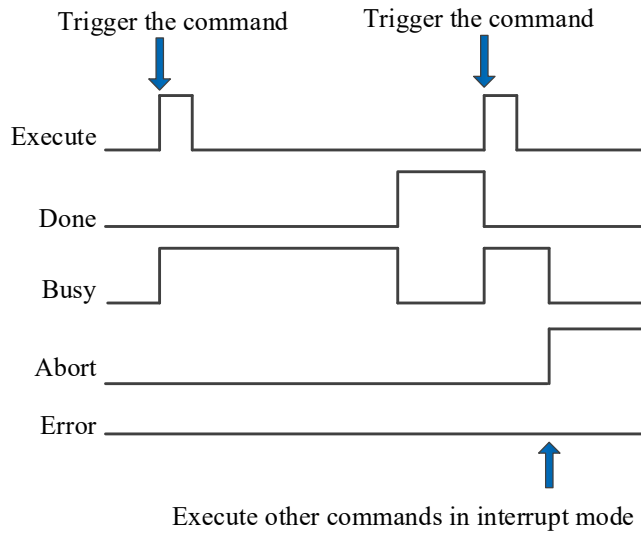 Trigger the command
Trigger the command
Execute
Done
Busy
Abort
Error
Execute other commands in interrupt mode